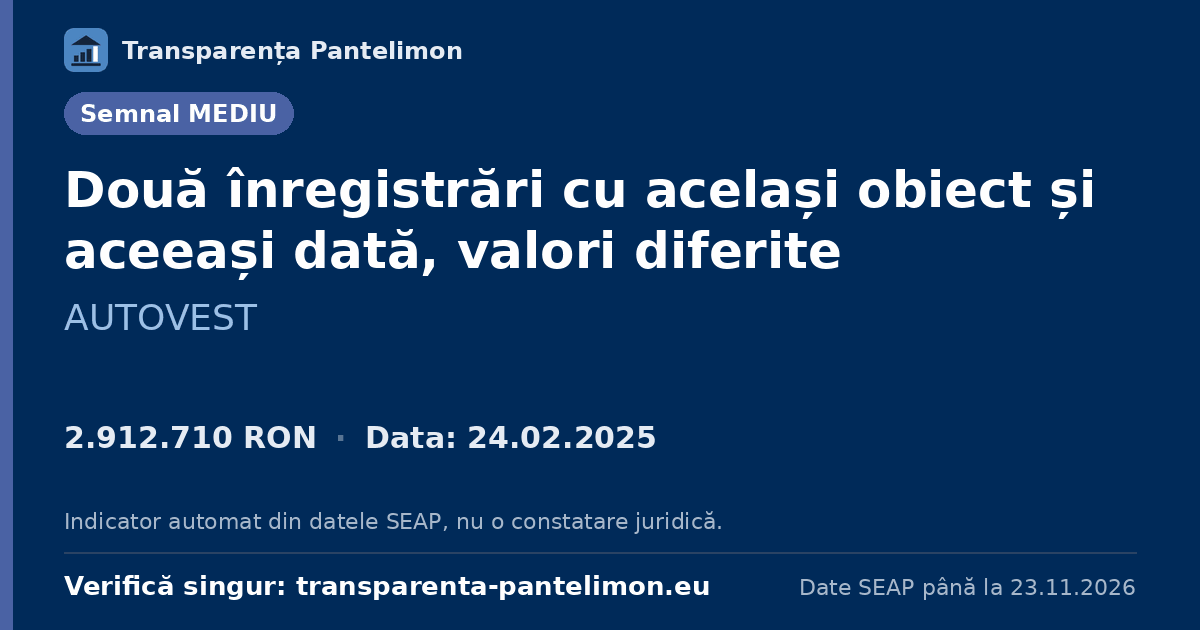 Transparența Pantelimon
Semnal MEDIU
Două înregistrări cu același obiect și
aceeași dată, valori diferite
AUTOVEST
2.912.710 RON · Data: 24.02.2025
Indicator automat din datele SEAP, nu o constatare juridică.
Verifică singur: transparenta-pantelimon.eu
Date SEAP până la 23.11.2026